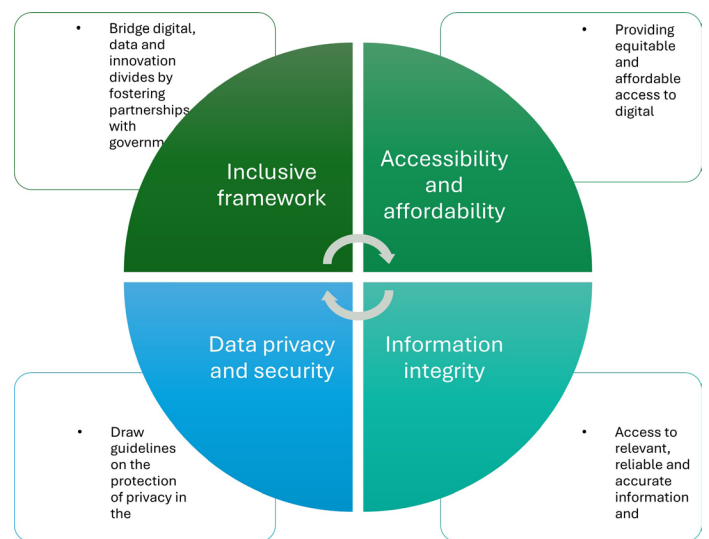 • Bridge digital,
data and
innovation
divides by
fostering
partnerships
with
Inclusive
framework
• Providing
equitable
and
affordable
access to
digital
Accessibility
and
affordability
Data privacy
and security
• Draw
guidelines
on the
protection
of privacy in
the
Information
integrity
• Access to
relevant,
reliable and
accurate
information
and